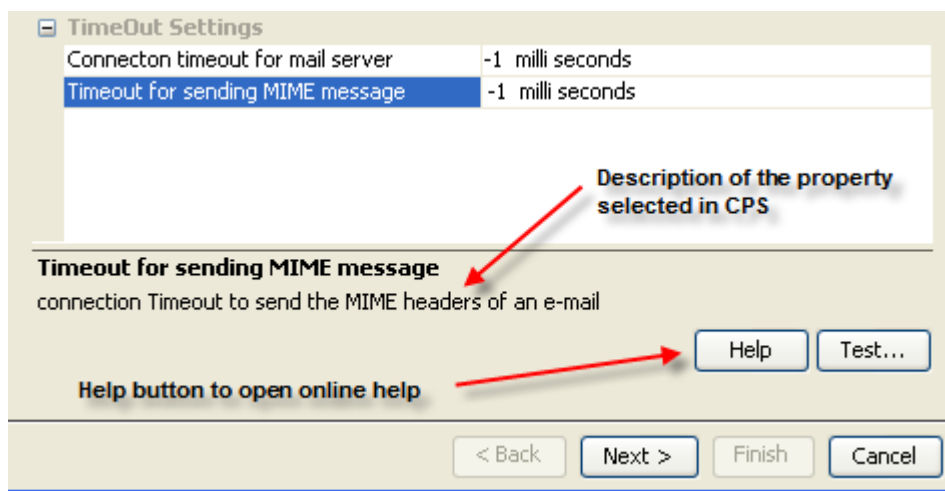 TimeOut Settings
Connecton timeout for mail server -1 milli seconds
Timeout for sending MIME message -1 milli seconds
Description of the property
selected in CPS
Timeout for sending MIME message
connection Timeout to send the MIME headers of an e-mail
Help Test...
Help button to open online help
< Back Next > Finish Cancel